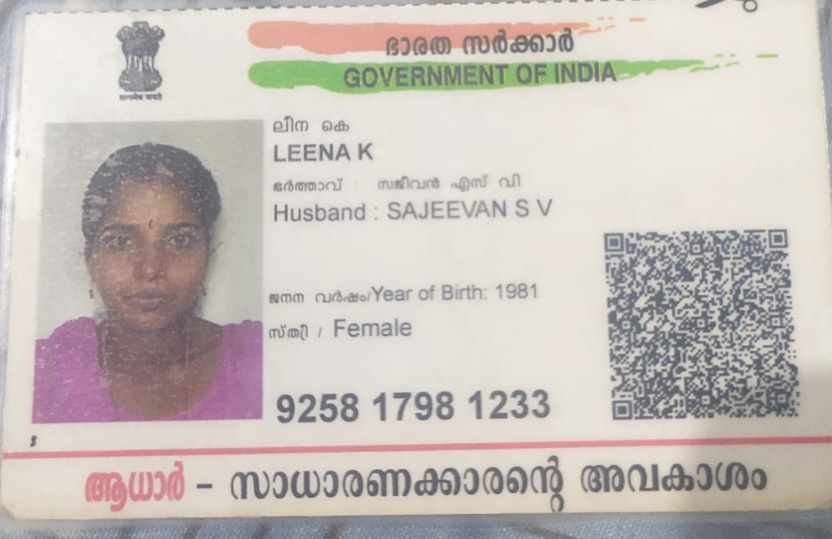 ഭാരത സർക്കാർ
GOVERNMENT OF INDIA
ലീന കെ
LEENA K
ഭർത്താവ് : സജീവൻ എസ് വി
Husband : SAJEEVAN S V
ജനന വർഷം/Year of Birth: 1981
സ്ത്രീ / Female
9258 1798 1233
ആധാർ - സാധാരണക്കാരന്റെ അവകാശം